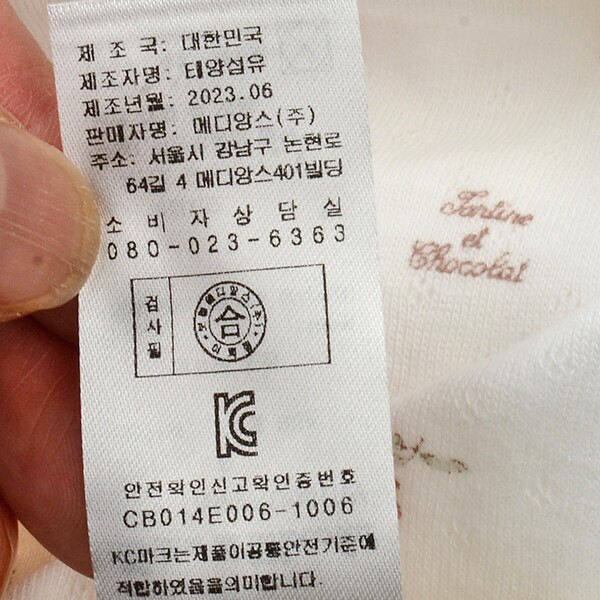 제 조 국: 대한민국
제조자명: 태양섬유
제조년월: 2023.06
판매자명: 메디앙스(주)
주소: 서울시 강남구 논현로
64길 4 메디앙스401빌딩
소 비 자 상 담 실
080-023-6363
검사필
합
KC
안전확인신고확인증번호
CB014E006-1006
KC마크는제품이공통안전기준에
적합하였음을의미합니다.
Tartine
et
Chocolat